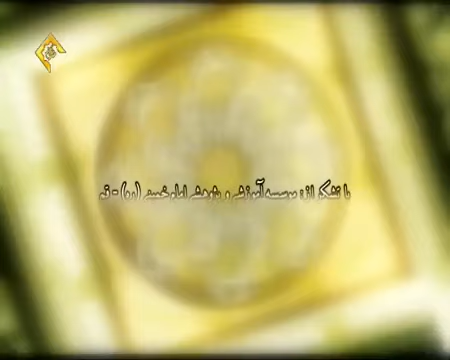 با تشکر از: موسسه آموزشی و پژوهشی امام خمینی (ره) - قم